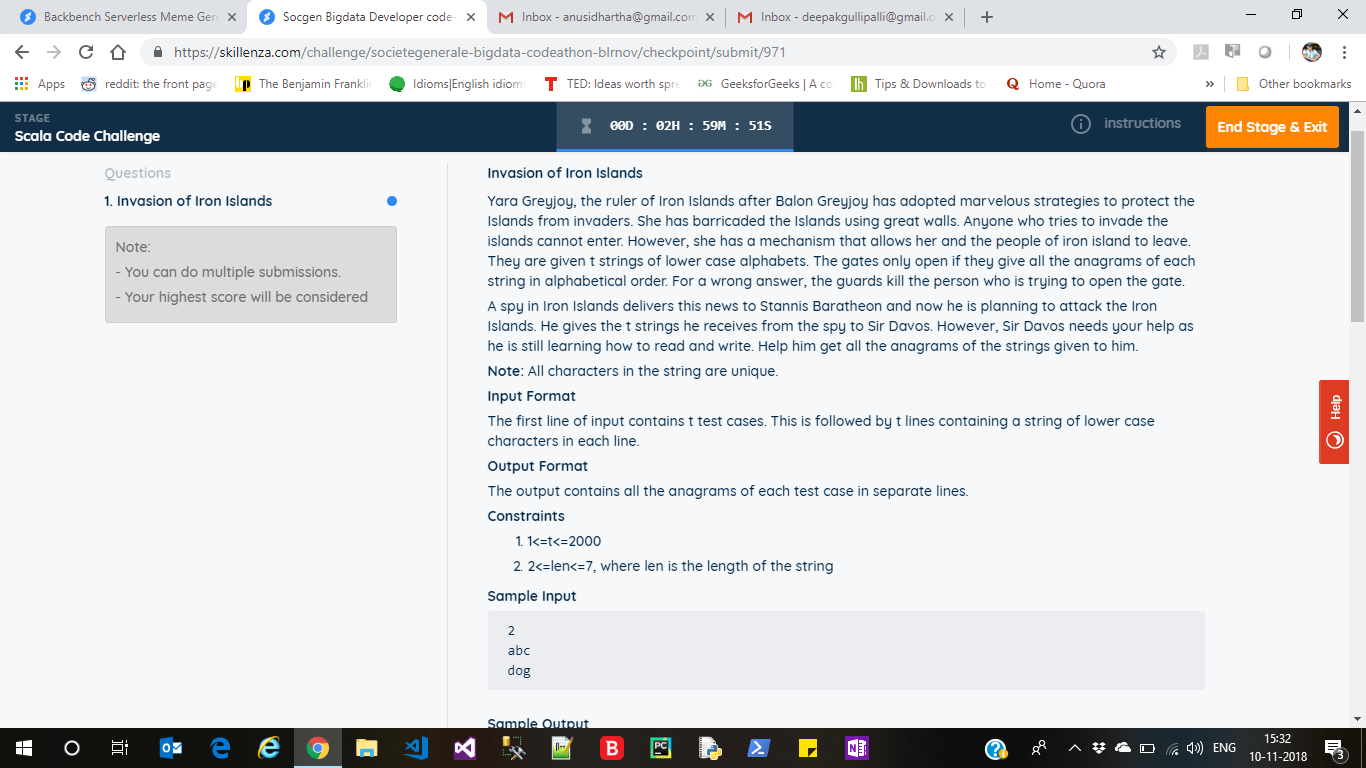 Backbench Serverless Meme Gen
Socgen Bigdata Developer code-
Inbox - anusidhartha@gmail.com
Inbox - deepakgullipalli@gmail.c
https://skillenza.com/challenge/societegenerale-bigdata-codeathon-blrnov/checkpoint/submit/971
Apps
reddit: the front page
The Benjamin Franklin
Idioms|English idioms
TED: Ideas worth spre
GeeksforGeeks | A co
Tips & Downloads to
Home - Quora
Other bookmarks
STAGE
Scala Code Challenge
00D : 02H : 59M : 51S
instructions
End Stage & Exit
Questions
1. Invasion of Iron Islands
Note:
- You can do multiple submissions.
- Your highest score will be considered
Invasion of Iron Islands
Yara Greyjoy, the ruler of Iron Islands after Balon Greyjoy has adopted marvelous strategies to protect the
Islands from invaders. She has barricaded the Islands using great walls. Anyone who tries to invade the
islands cannot enter. However, she has a mechanism that allows her and the people of iron island to leave.
They are given t strings of lower case alphabets. The gates only open if they give all the anagrams of each
string in alphabetical order. For a wrong answer, the guards kill the person who is trying to open the gate.
A spy in Iron Islands delivers this news to Stannis Baratheon and now he is planning to attack the Iron
Islands. He gives the t strings he receives from the spy to Sir Davos. However, Sir Davos needs your help as
he is still learning how to read and write. Help him get all the anagrams of the strings given to him.
Note: All characters in the string are unique.
Input Format
The first line of input contains t test cases. This is followed by t lines containing a string of lower case
characters in each line.
Output Format
The output contains all the anagrams of each test case in separate lines.
Constraints
1. 1<=t<=2000
2. 2<=len<=7, where len is the length of the string
Sample Input
2
abc
dog
Sample Output
Help
ENG
15:32
10-11-2018
3